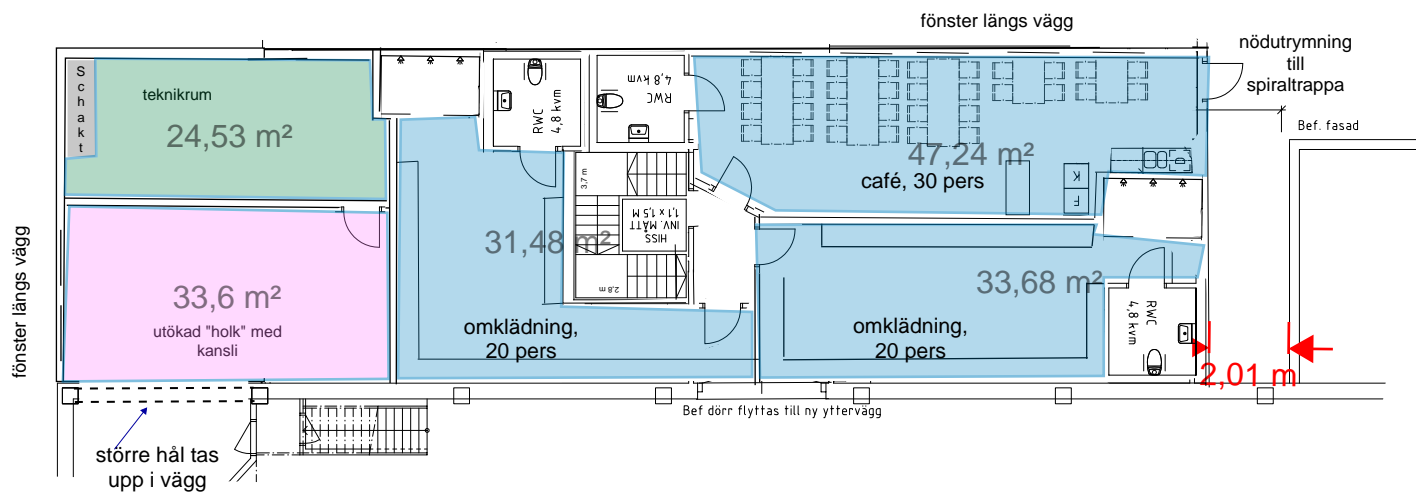 fönster längs vägg
nödutrymning
till
spiraltrappa
Bef. fasad
Schakt
teknikrum
24,53 m²
RWC
4,8 kvm
RWC
4,8 kvm
47,24 m²
café, 30 pers
K
F
3,7 m
HISS
INV. MÅTT
1,1 x 1,5 M
2,8 m
31,48 m²
omklädning,
20 pers
33,68 m²
omklädning,
20 pers
RWC
4,8 kvm
2,01 m
fönster längs vägg
33,6 m²
utökad "holk" med
kansli
Bef dörr flyttas till ny yttervägg
större hål tas
upp i vägg